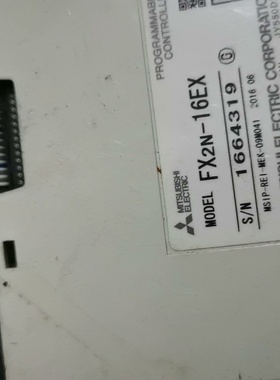 PROGRAMMABLE
CONTROLLER
MITSUBISHI
ELECTRIC
MODEL FX2N-16EX
S/N 1664319 G
MSIP-REI-MEK-09M041 2016 06
ELECTRIC CORPORATION